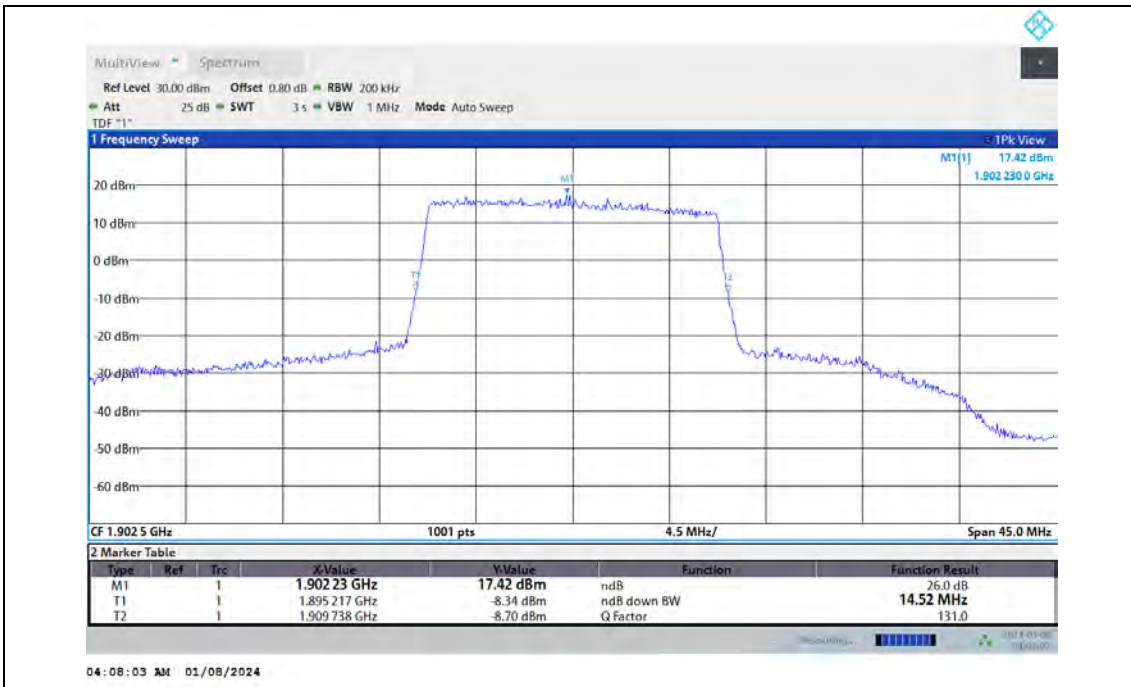 MultiView Spectrum
Ref Level 30.00 dBm Offset 0.80 dB RBW 200 kHz
Att 25 dB SWT 3 s VBW 1 MHz Mode Auto Sweep
TDF "1"
1 Frequency Sweep 1Pk View
M1[1] 17.42 dBm
1.902 230 0 GHz
M1
20 dBm
10 dBm
0 dBm
T1 T2
-10 dBm
-20 dBm
-30 dBm
-40 dBm
-50 dBm
-60 dBm
CF 1.902 5 GHz 1001 pts 4.5 MHz/ Span 45.0 MHz
2 Marker Table
Type Ref Trc X-Value Y-Value Function Function Result
M1 1 1.902 23 GHz 17.42 dBm ndB 26.0 dB
T1 1 1.895 217 GHz -8.34 dBm ndB down BW 14.52 MHz
T2 1 1.909 738 GHz -8.70 dBm Q Factor 131.0
Measuring...
04:08:03 AM 01/08/2024